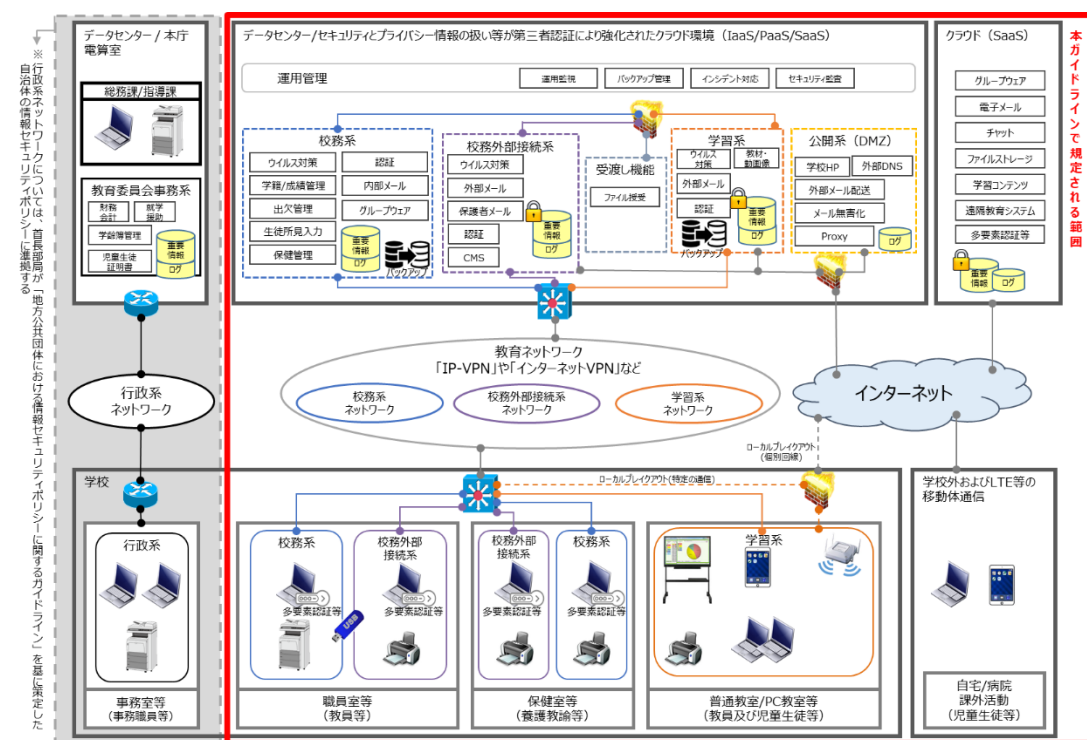 ※行政系ネットワークについては、首長部局が「地方公共団体における情報セキュリティポリシーに関するガイドライン」を基に策定した
自治体の情報セキュリティポリシーに準拠する
データセンター / 本庁
電算室
総務課/指導課
教育委員会事務系
財務
会計
就学
援助
学齢簿管理
児童生徒
証明書
重要
情報
ログ
行政系
ネットワーク
本ガイドラインで規定される範囲
データセンター/セキュリティとプライバシー情報の扱い等が第三者認証により強化されたクラウド環境（IaaS/PaaS/SaaS）
運用管理
運用監視
バックアップ管理
インシデント対応
セキュリティ監査
校務系
ウイルス対策
認証
学籍/成績管理
内部メール
出欠管理
グループウェア
生徒所見入力
保健管理
重要
情報
ログ
バックアップ
校務外部接続系
ウイルス対策
外部メール
保護者メール
認証
CMS
重要
情報
ログ
受渡し機能
ファイル授受
学習系
ウイルス
対策
教材・
動画像
外部メール
認証
重要
情報
ログ
バックアップ
公開系（DMZ）
学校HP
外部DNS
外部メール配送
メール無害化
Proxy
ログ
クラウド（SaaS）
グループウェア
電子メール
チャット
ファイルストレージ
学習コンテンツ
遠隔教育システム
多要素認証等
重要
情報
ログ
教育ネットワーク
「IP-VPN」や「インターネットVPN」など
校務系
ネットワーク
校務外部接続系
ネットワーク
学習系
ネットワーク
インターネット
ローカルブレイクアウト
（個別回線）
ローカルブレイクアウト(特定の通信)
学校
行政系
事務室等
（事務職員等）
校務系
多要素認証等
USB
校務外部
接続系
多要素認証等
職員室等
（教員等）
校務外部
接続系
多要素認証等
校務系
多要素認証等
保健室等
（養護教諭等）
学習系
普通教室/PC教室等
（教員及び児童生徒等）
学校外およびLTE等の
移動体通信
自宅/病院
課外活動
（児童生徒等）